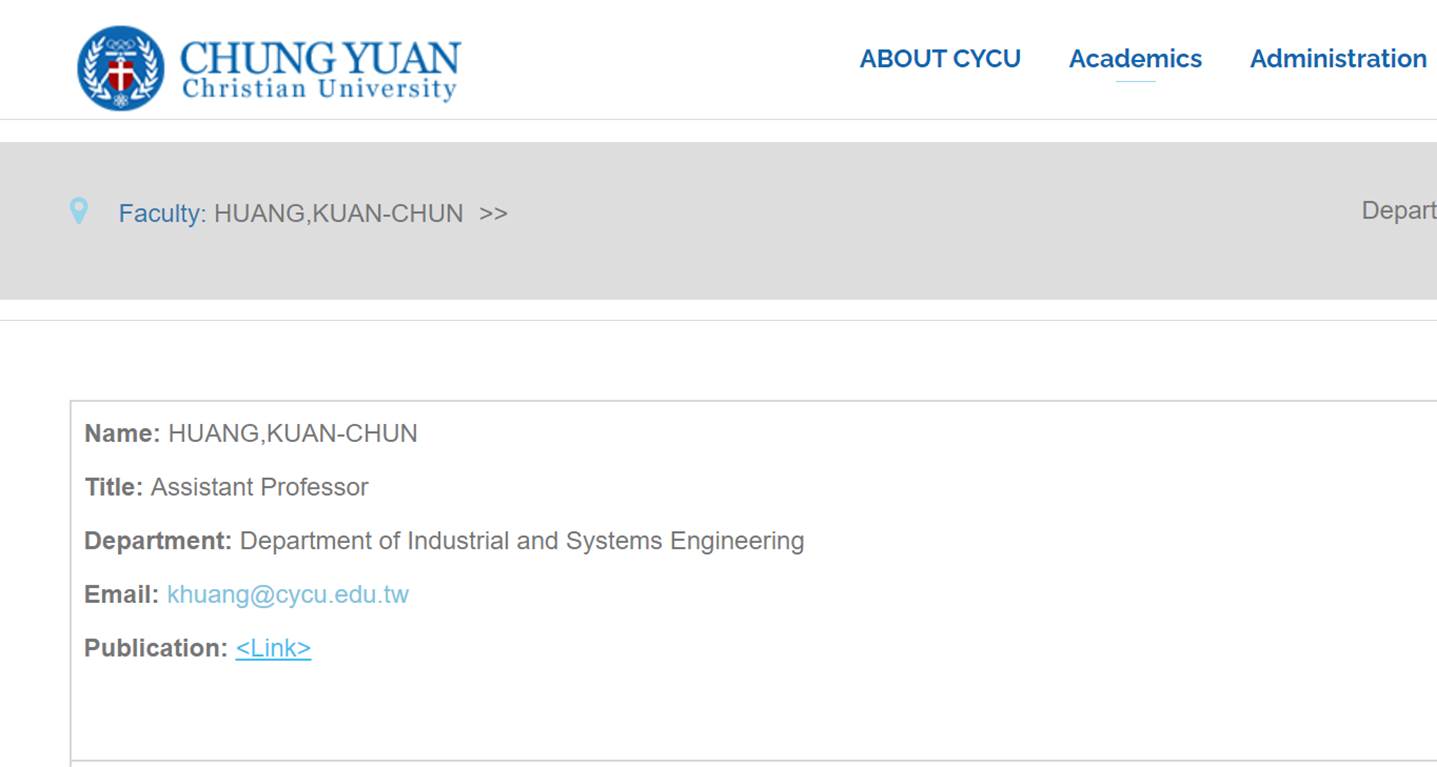 CHUNG YUAN
Christian University
ABOUT CYCU Academics Administration
Faculty: HUANG,KUAN-CHUN >>
Depart
Name: HUANG,KUAN-CHUN
Title: Assistant Professor
Department: Department of Industrial and Systems Engineering
Email: khuang@cycu.edu.tw
Publication: <Link>